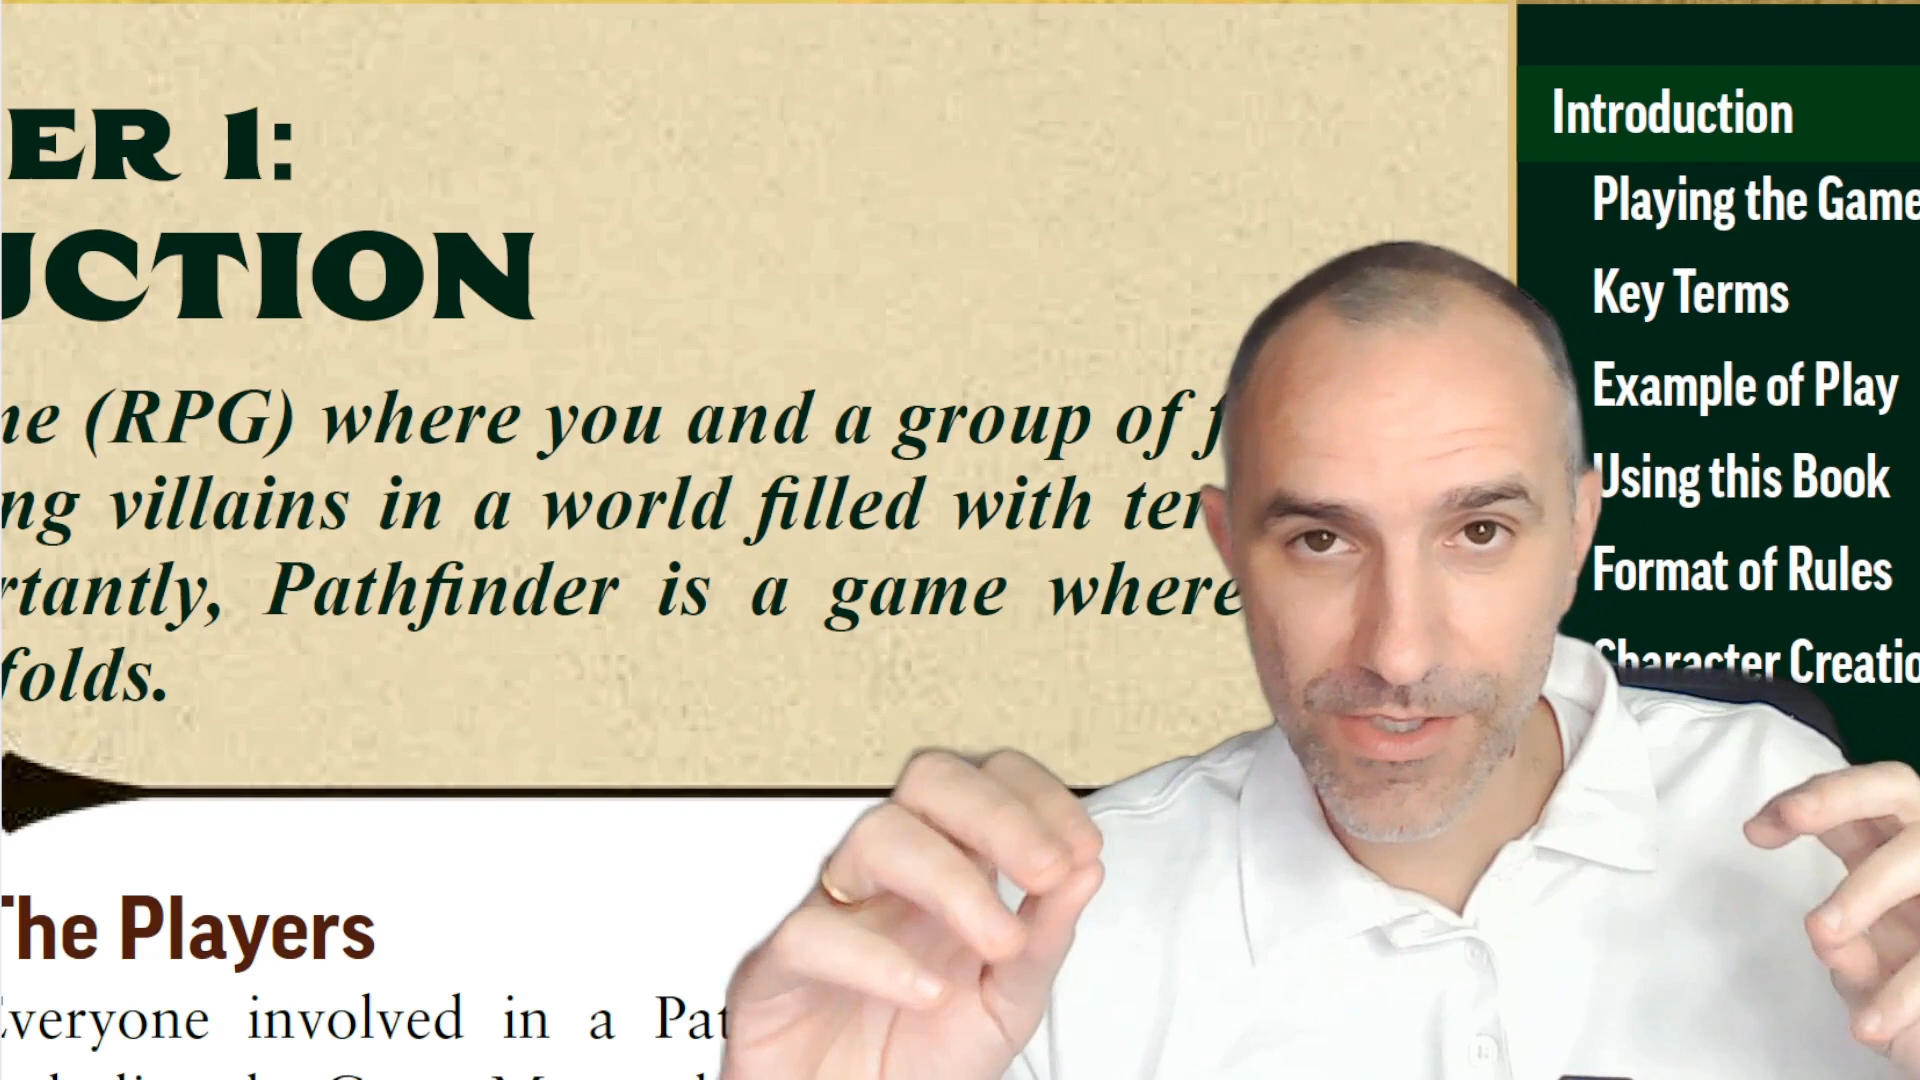 ER 1:
UCTION
ne (RPG) where you and a group of f
ng villains in a world filled with ter
rtantly, Pathfinder is a game where
folds.
The Players
Everyone involved in a Pat
Introduction
Playing the Game
Key Terms
Example of Play
Using this Book
Format of Rules
Character Creatio